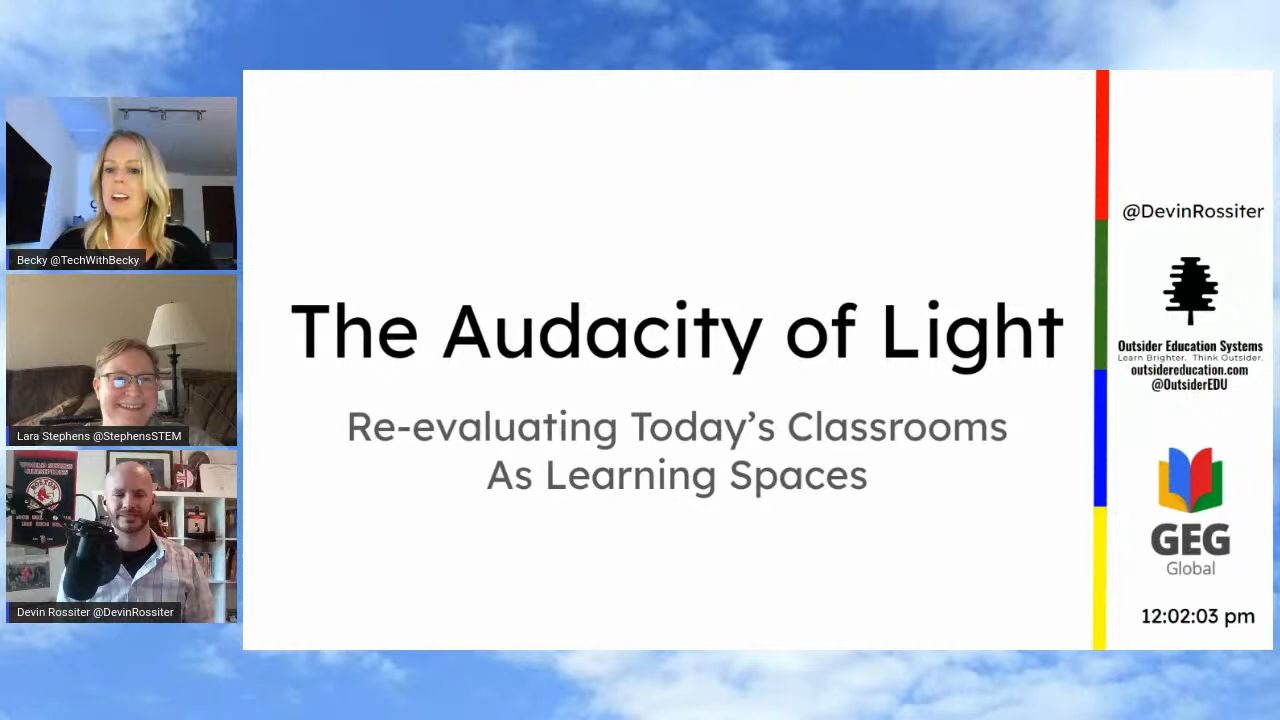 Becky @TechWithBecky
Lara Stephens @StephensSTEM
Devin Rossiter @DevinRossiter
The Audacity of Light
Re-evaluating Today’s Classrooms
As Learning Spaces
@DevinRossiter
Outsider Education Systems
Learn Brighter. Think Outsider.
outsidereducation.com
@OutsiderEDU
GEG
Global
12:02:03 pm